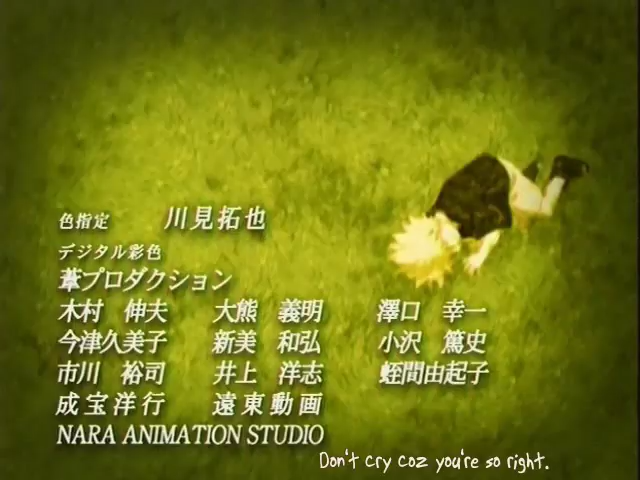 色指定　　川見拓也
デジタル彩色
葦プロダクション
木村　伸夫　　大熊　義明　　澤口　幸一
今津久美子　　新美　和弘　　小沢　篤史
市川　裕司　　井上　洋志　　蛭間由起子
成宝洋行　　遠東動画
NARA ANIMATION STUDIO
Don't cry coz you're so right.